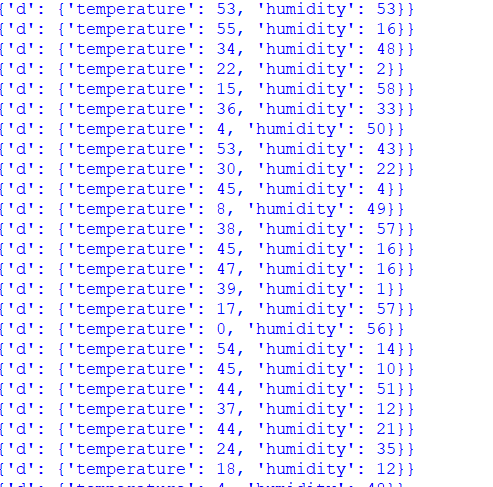 {'d': {'temperature': 53, 'humidity': 53}}
{'d': {'temperature': 55, 'humidity': 16}}
{'d': {'temperature': 34, 'humidity': 48}}
{'d': {'temperature': 22, 'humidity': 2}}
{'d': {'temperature': 15, 'humidity': 58}}
{'d': {'temperature': 36, 'humidity': 33}}
{'d': {'temperature': 4, 'humidity': 50}}
{'d': {'temperature': 53, 'humidity': 43}}
{'d': {'temperature': 30, 'humidity': 22}}
{'d': {'temperature': 45, 'humidity': 4}}
{'d': {'temperature': 8, 'humidity': 49}}
{'d': {'temperature': 38, 'humidity': 57}}
{'d': {'temperature': 45, 'humidity': 16}}
{'d': {'temperature': 47, 'humidity': 16}}
{'d': {'temperature': 39, 'humidity': 1}}
{'d': {'temperature': 17, 'humidity': 57}}
{'d': {'temperature': 0, 'humidity': 56}}
{'d': {'temperature': 54, 'humidity': 14}}
{'d': {'temperature': 45, 'humidity': 10}}
{'d': {'temperature': 44, 'humidity': 51}}
{'d': {'temperature': 37, 'humidity': 12}}
{'d': {'temperature': 44, 'humidity': 21}}
{'d': {'temperature': 24, 'humidity': 35}}
{'d': {'temperature': 18, 'humidity': 12}}